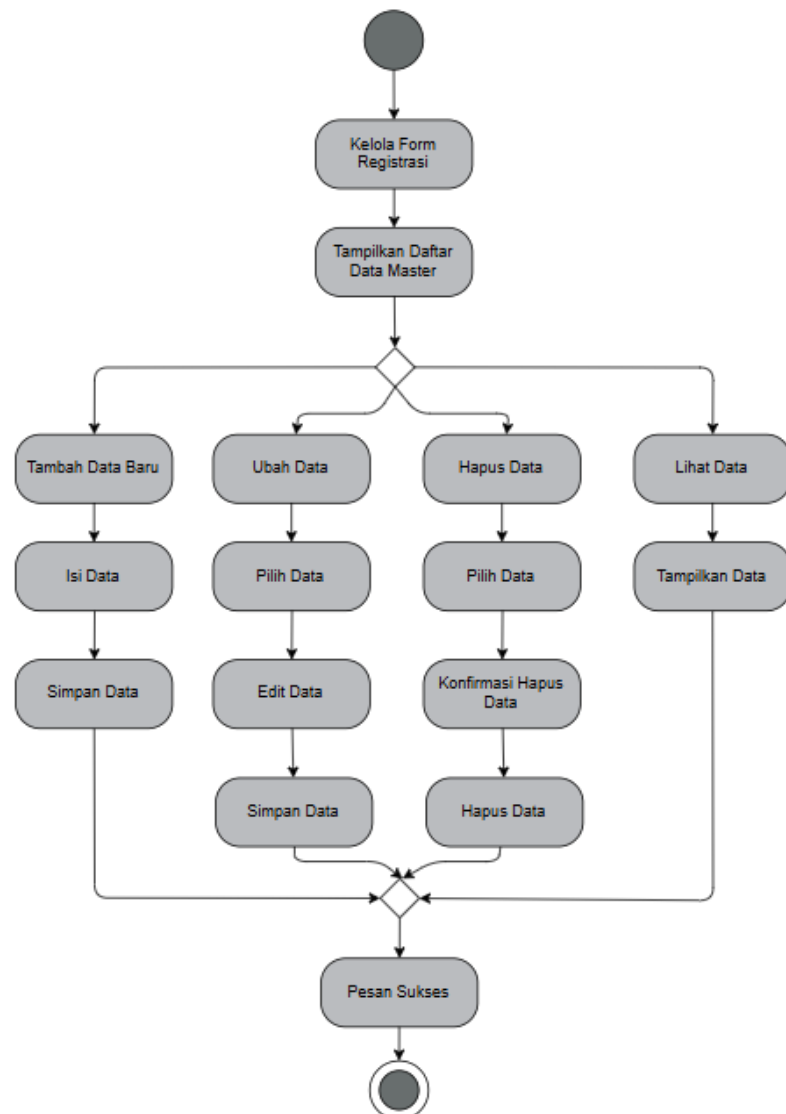 Kelola Form
Registrasi
Tampilkan Daftar
Data Master
Tambah Data Baru
Ubah Data
Hapus Data
Lihat Data
Isi Data
Pilih Data
Pilih Data
Tampilkan Data
Simpan Data
Edit Data
Konfirmasi Hapus
Data
Simpan Data
Hapus Data
Pesan Sukses